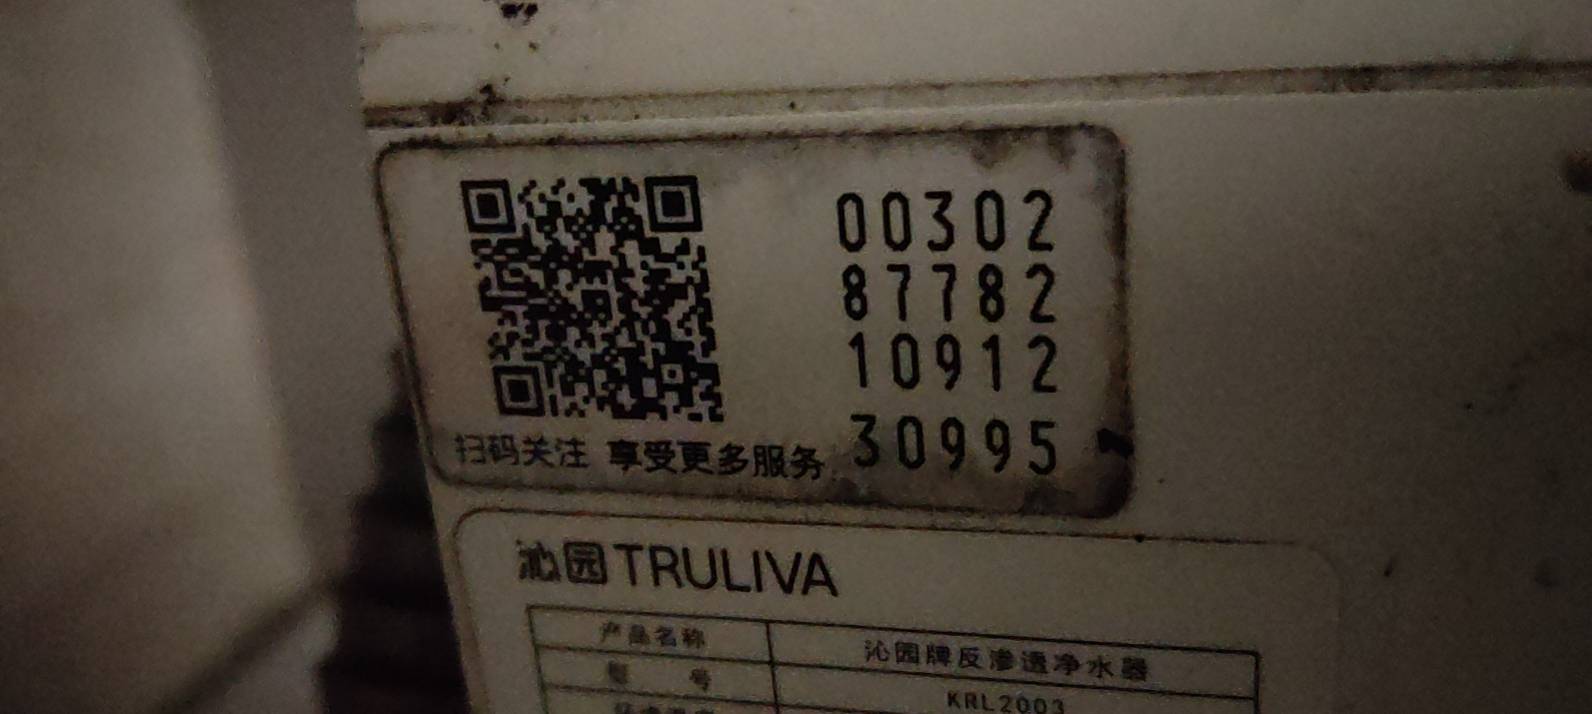 00302
87782
10912
30995
扫码关注 享受更多服务
沁园TRULIVA
产品名称 沁园牌反渗透净水器
型 号 KRL2003